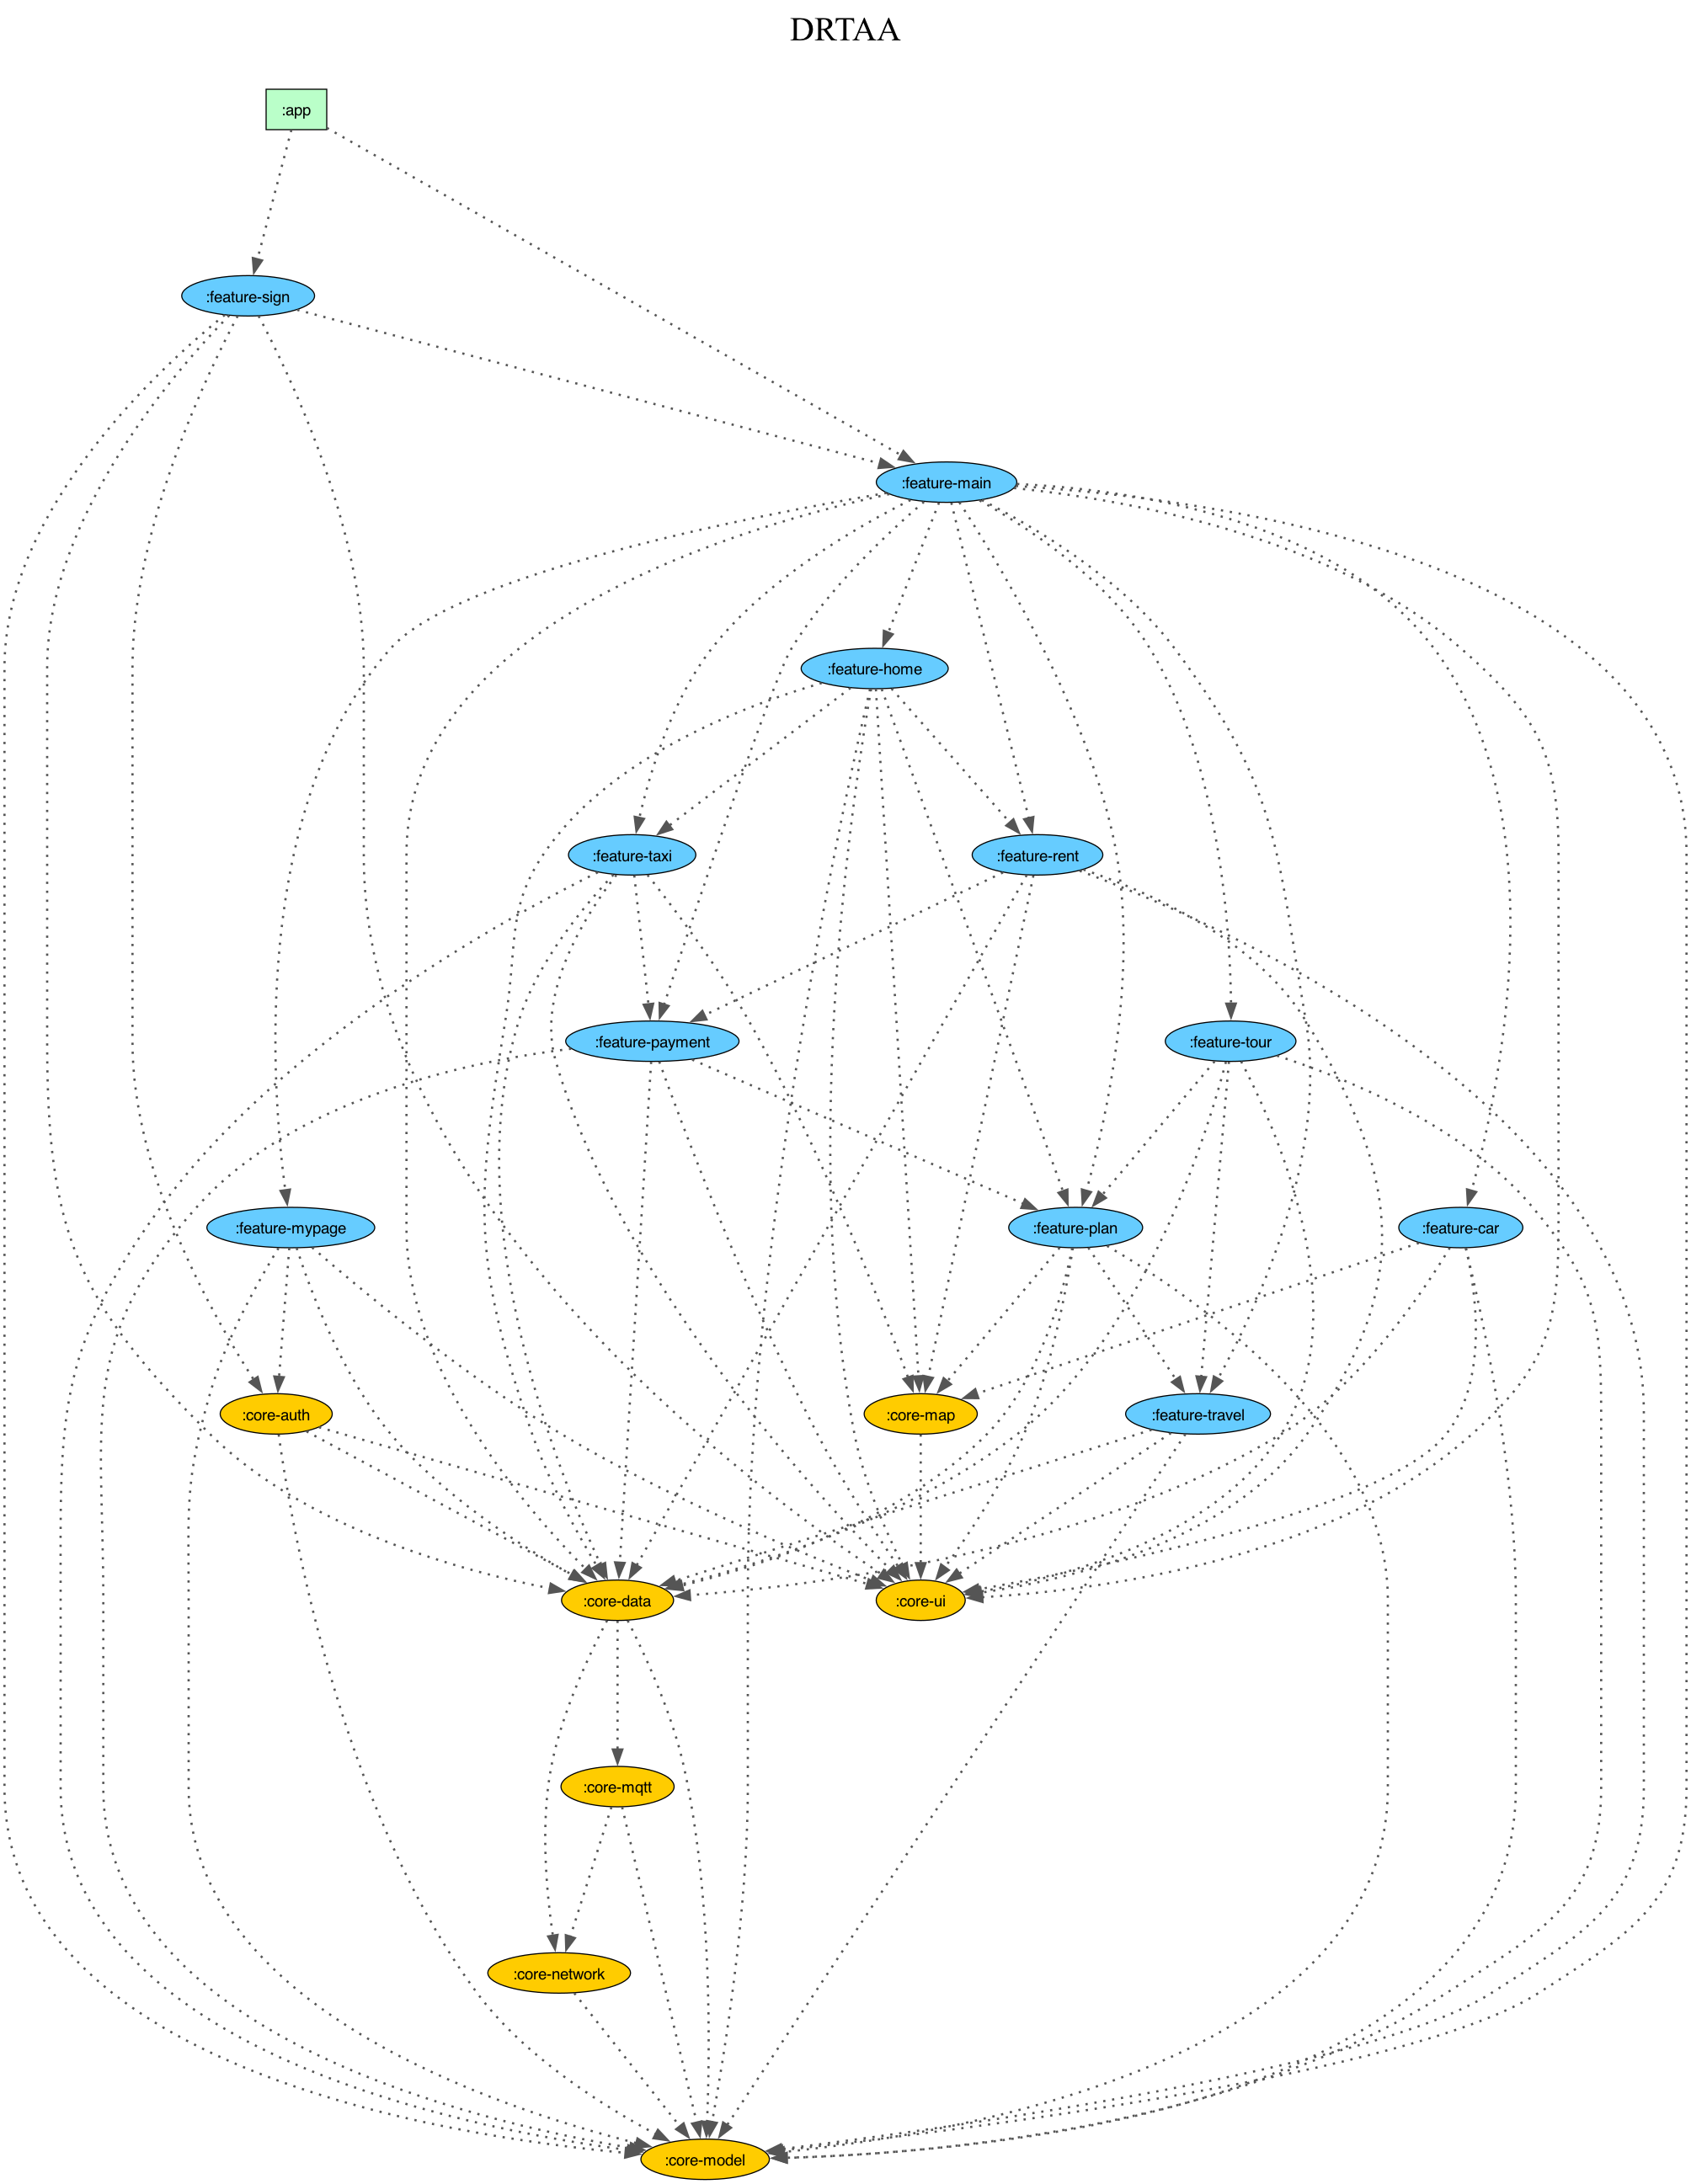 DRTAA
:app
:feature-sign
:feature-main
:feature-home
:feature-taxi
:feature-rent
:feature-payment
:feature-tour
:feature-mypage
:feature-plan
:feature-car
:core-auth
:core-map
:feature-travel
:core-data
:core-ui
:core-mqtt
:core-network
:core-model